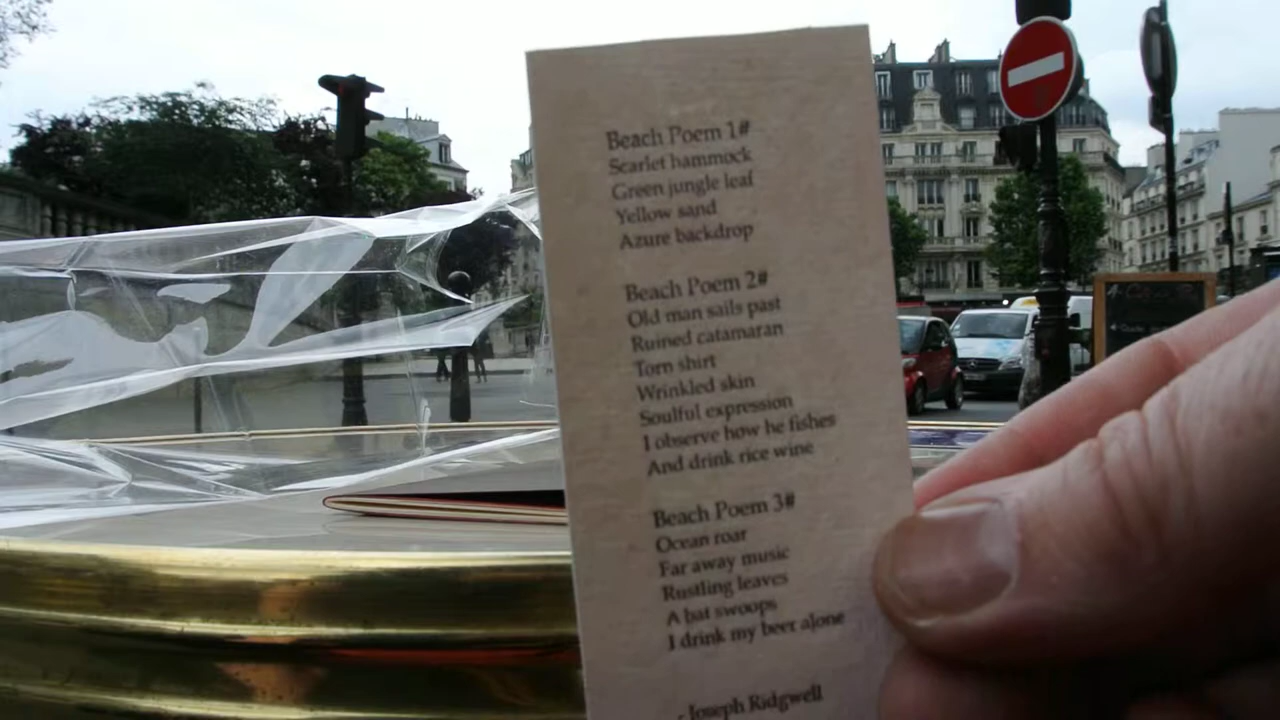 Beach Poem 1#
Scarlet hammock
Green jungle leaf
Yellow sand
Azure backdrop
Beach Poem 2#
Old man sails past
Ruined catamaran
Torn shirt
Wrinkled skin
Soulful expression
I observe how he fishes
And drink rice wine
Beach Poem 3#
Ocean roar
Far away music
Rustling leaves
A bat swoops
I drink my beer alone
- Joseph Ridgwell